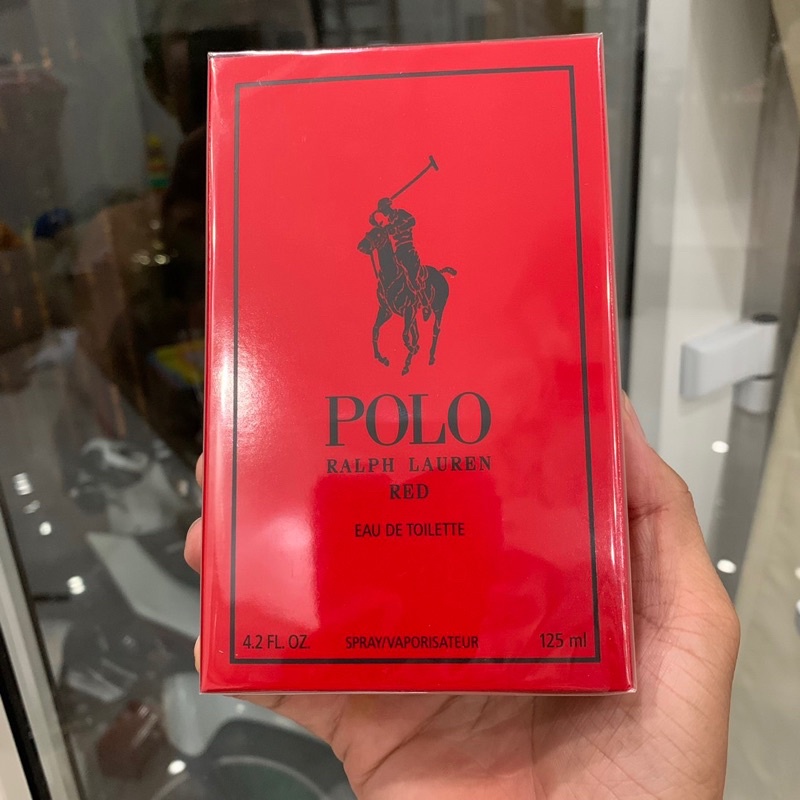 POLO
RALPH LAUREN
RED
EAU DE TOILETTE
4.2 FL. OZ. SPRAY/VAPORISATEUR 125 ml